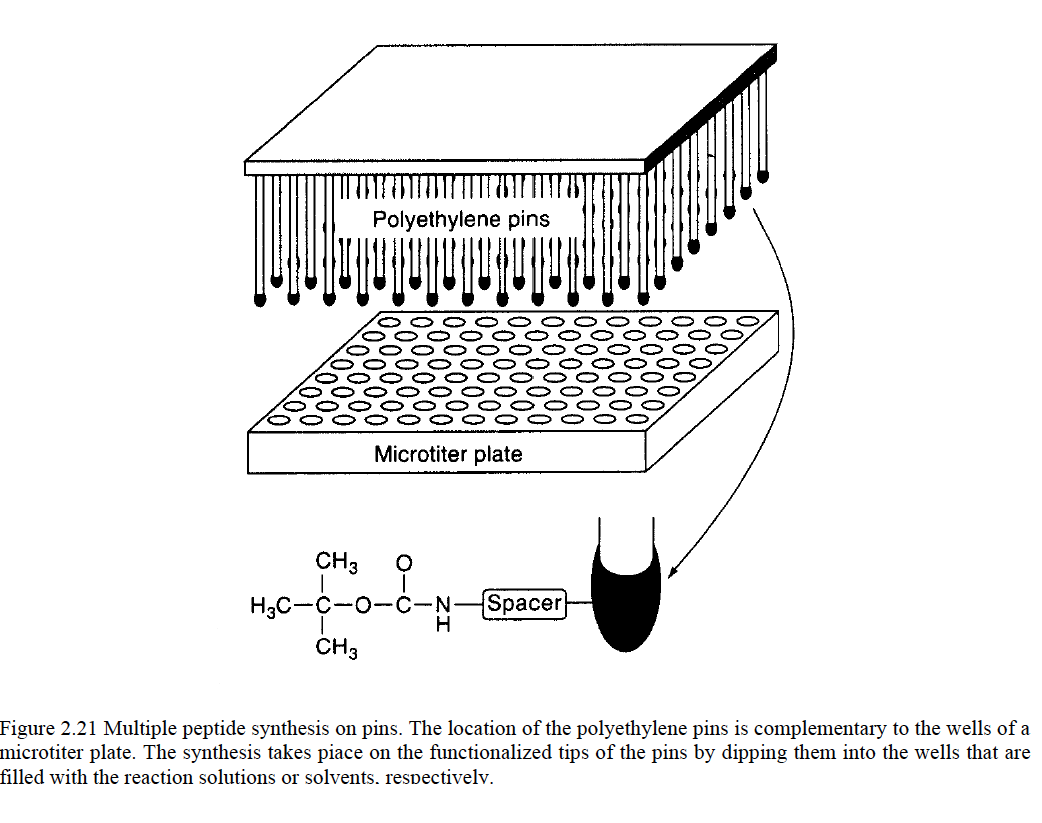 Polyethylene pins
Microtiter plate
CH3 O
H3C–C–O–C–N–Spacer
H
CH3
Figure 2.21 Multiple peptide synthesis on pins. The location of the polyethylene pins is complementary to the wells of a
microtiter plate. The synthesis takes piace on the functionalized tips of the pins by dipping them into the wells that are
filled with the reaction solutions or solvents, respectively.